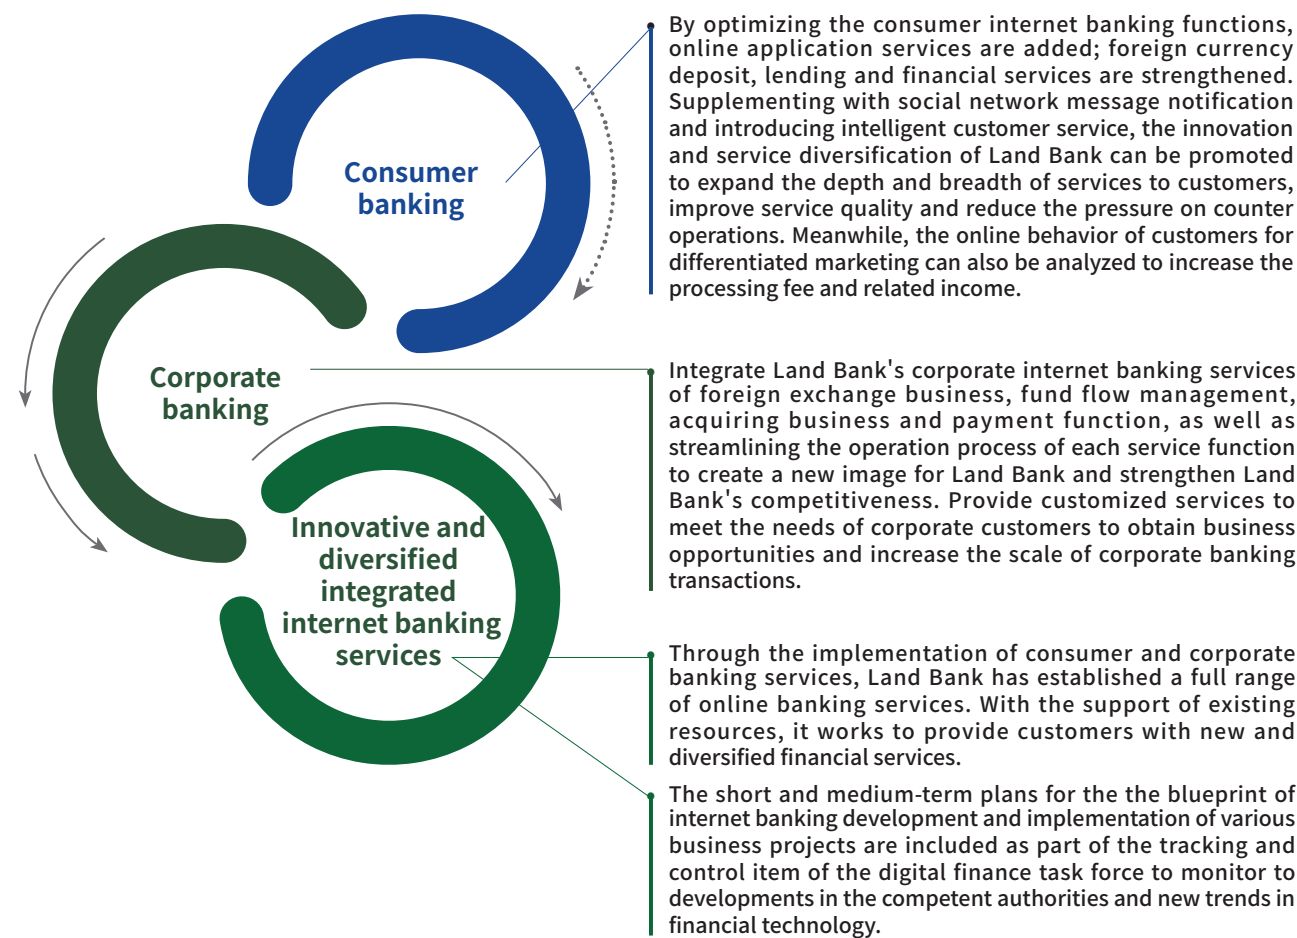 Consumer
banking
By optimizing the consumer internet banking functions,
online application services are added; foreign currency
deposit, lending and financial services are strengthened.
Supplementing with social network message notification
and introducing intelligent customer service, the innovation
and service diversification of Land Bank can be promoted
to expand the depth and breadth of services to customers,
improve service quality and reduce the pressure on counter
operations. Meanwhile, the online behavior of customers for
differentiated marketing can also be analyzed to increase the
processing fee and related income.
Corporate
banking
Integrate Land Bank's corporate internet banking services
of foreign exchange business, fund flow management,
acquiring business and payment function, as well as
streamlining the operation process of each service function
to create a new image for Land Bank and strengthen Land
Bank's competitiveness. Provide customized services to
meet the needs of corporate customers to obtain business
opportunities and increase the scale of corporate banking
transactions.
Innovative and
diversified
integrated
internet banking
services
Through the implementation of consumer and corporate
banking services, Land Bank has established a full range
of online banking services. With the support of existing
resources, it works to provide customers with new and
diversified financial services.
The short and medium-term plans for the the blueprint of
internet banking development and implementation of various
business projects are included as part of the tracking and
control item of the digital finance task force to monitor to
developments in the competent authorities and new trends in
financial technology.